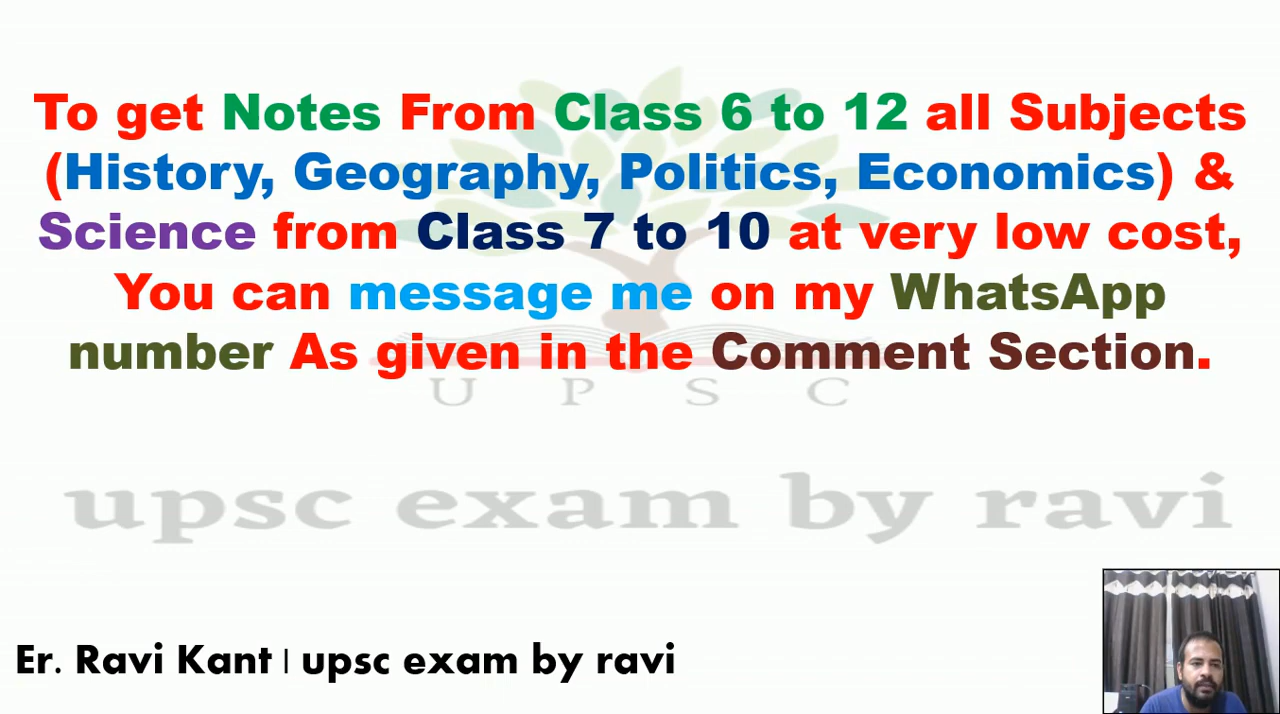 To get Notes From Class 6 to 12 all Subjects
(History, Geography, Politics, Economics) &
Science from Class 7 to 10 at very low cost,
You can message me on my WhatsApp
number As given in the Comment Section.
U P S C
upsc exam by ravi
Er. Ravi Kant | upsc exam by ravi